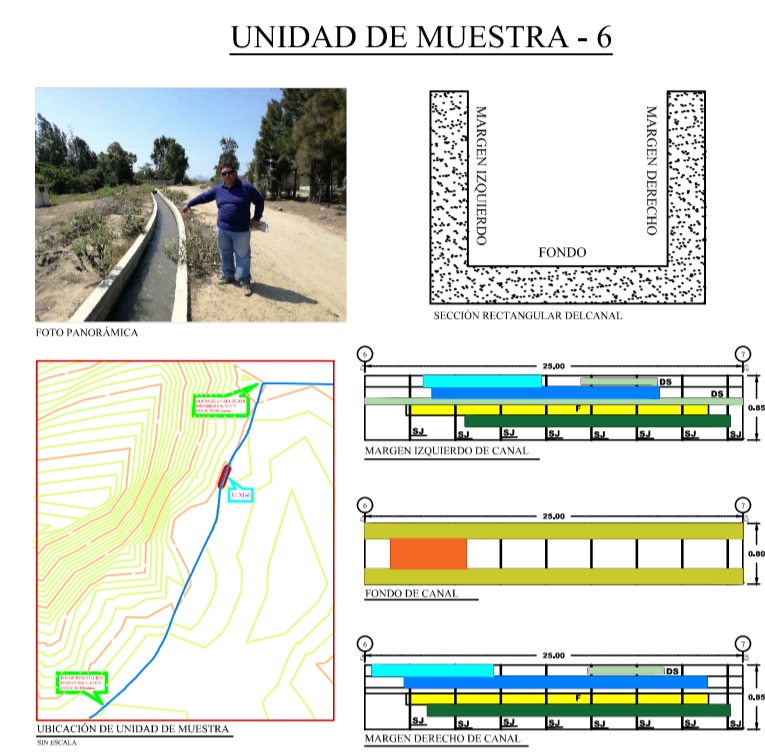 UNIDAD DE MUESTRA - 6
MARGEN IZQUIERDO
MARGEN DERECHO
FONDO
SECCIÓN RECTANGULAR DELCANAL
FOTO PANORÁMICA
6
7
25.00
DS
DS
0.85
F
SJ
SJ
SJ
SJ
SJ
SJ
SJ
SJ
MARGEN IZQUIERDO DE CANAL
U.M-6
6
7
25.00
0.80
FONDO DE CANAL
6
7
25.00
DS
0.85
F
SJ
SJ
SJ
SJ
SJ
SJ
SJ
MARGEN DERECHO DE CANAL
UBICACIÓN DE UNIDAD DE MUESTRA
SIN ESCALA